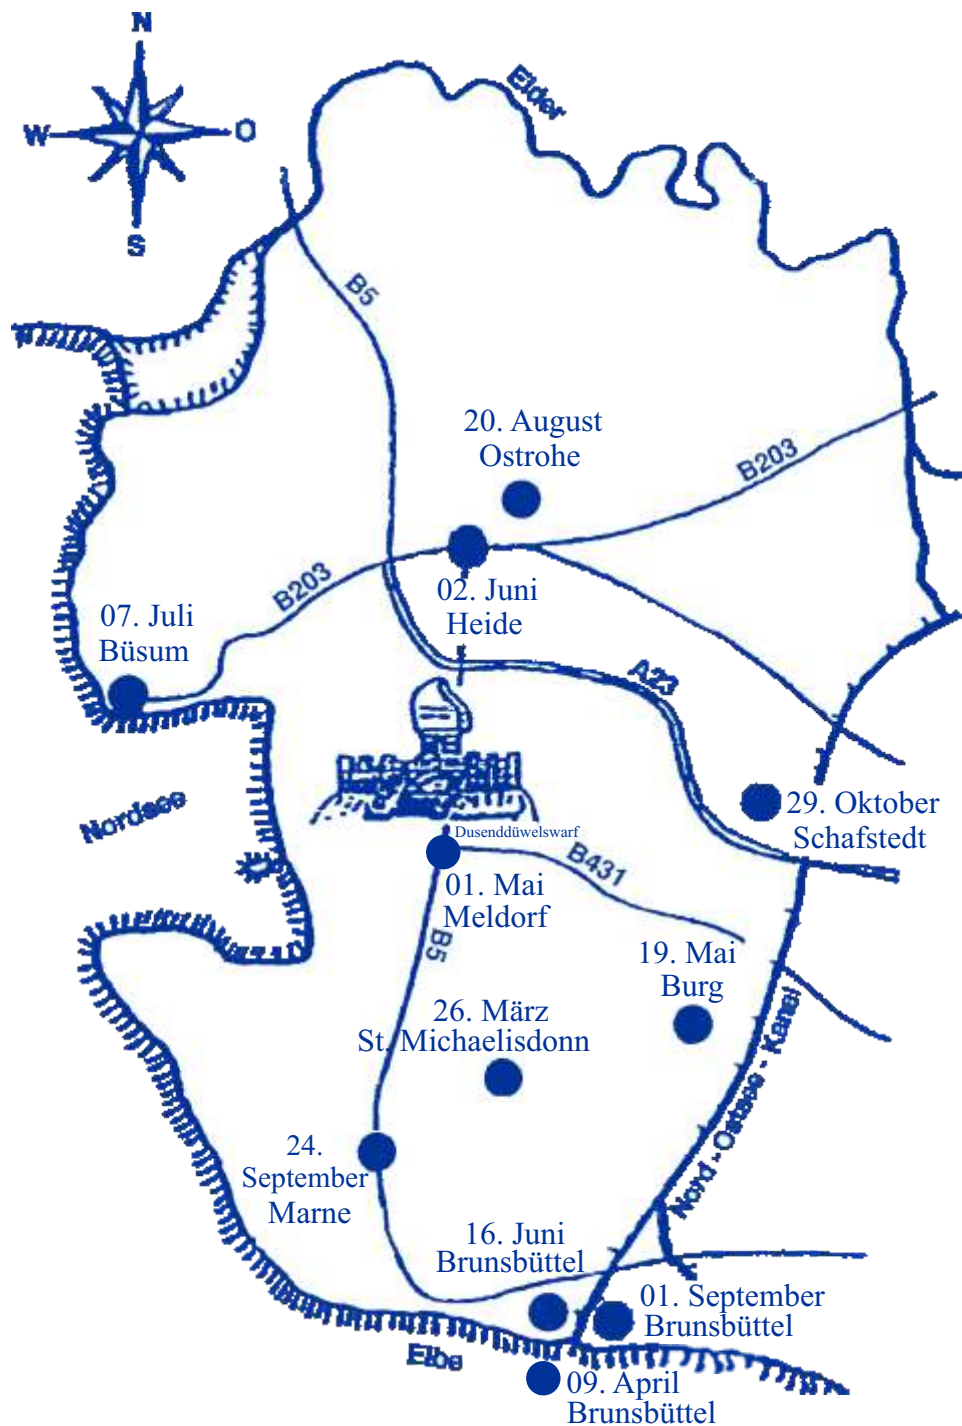 N
W
O
S
Eider
B5
20. August
Ostrohe
B203
B203
02. Juni
Heide
07. Juli
Büsum
A23
Nordsee
29. Oktober
Schafstedt
Dusenddüwelswarf
B431
01. Mai
Meldorf
B5
19. Mai
Burg
26. März
St. Michaelisdonn
Nord-Ostsee-Kanal
24.
September
Marne
16. Juni
Brunsbüttel
01. September
Brunsbüttel
Elbe
09. April
Brunsbüttel